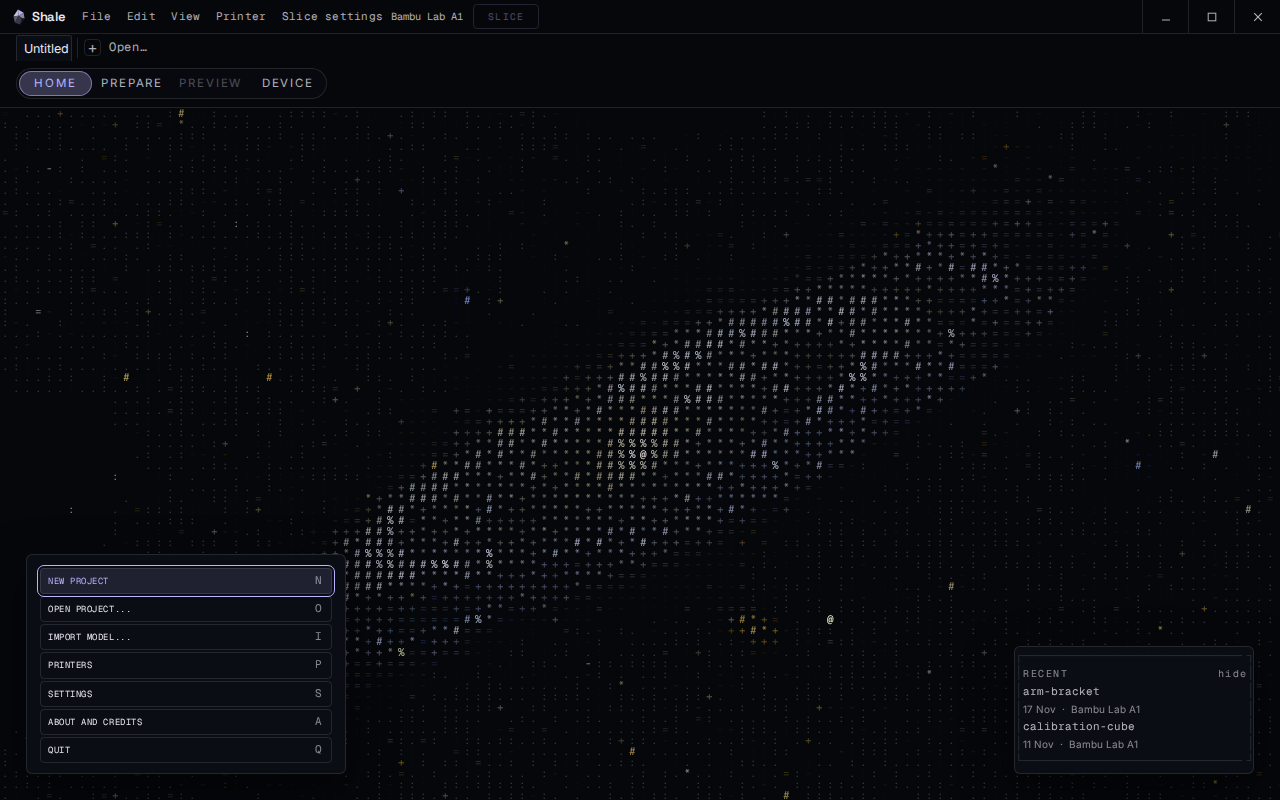 Shale File Edit View Printer Slice settings Bambu Lab A1 SLICE
Untitled + Open…
HOME PREPARE PREVIEW DEVICE
NEW PROJECT N
OPEN PROJECT... O
IMPORT MODEL... I
PRINTERS P
SETTINGS S
ABOUT AND CREDITS A
QUIT Q
RECENT hide
arm-bracket
17 Nov · Bambu Lab A1
calibration-cube
11 Nov · Bambu Lab A1